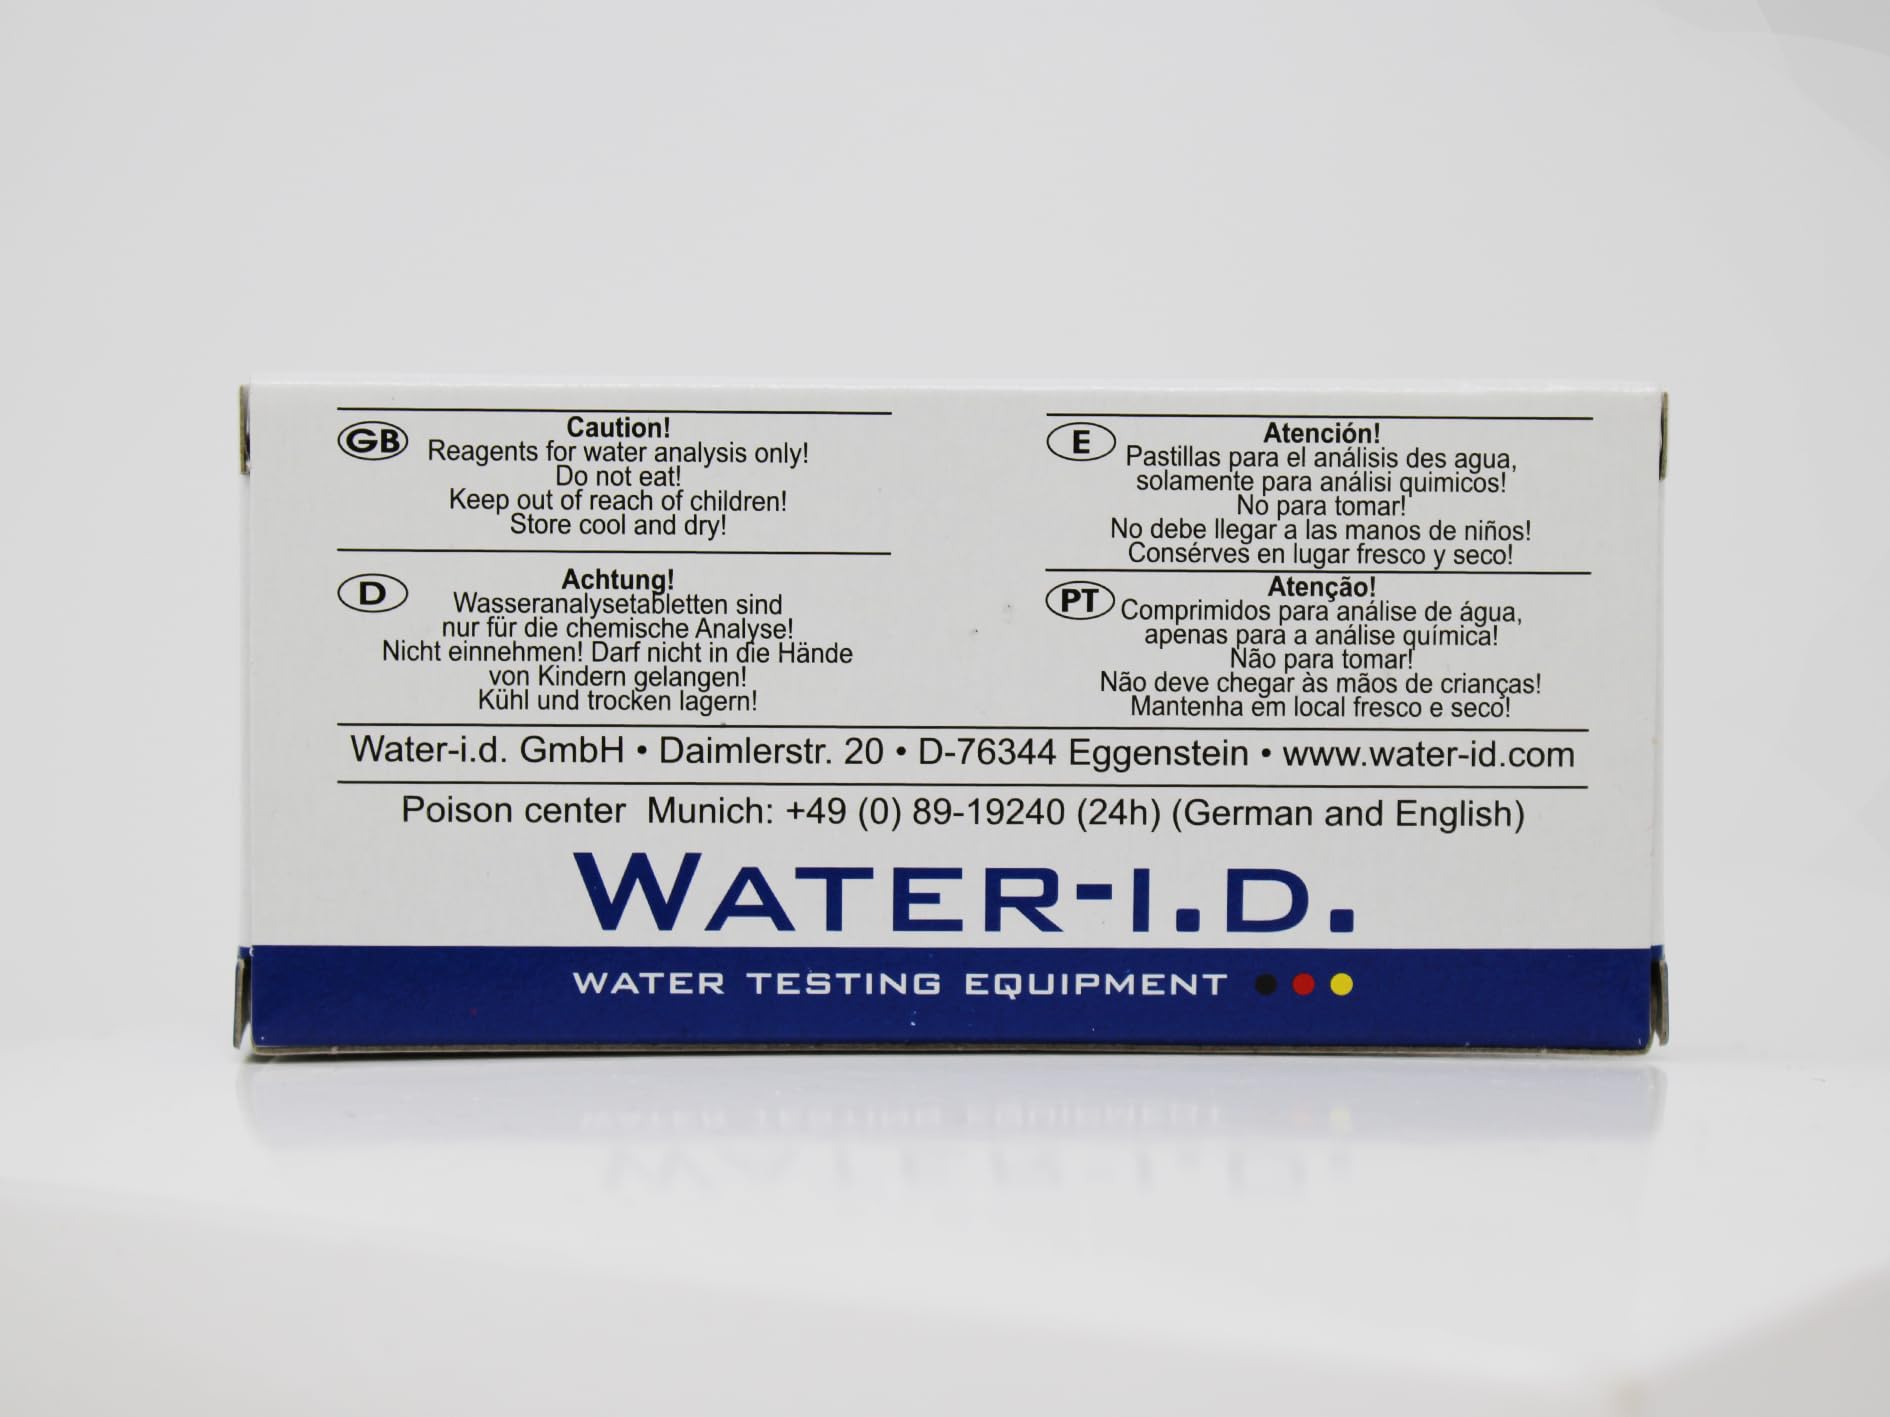 GB
Caution!
Reagents for water analysis only!
Do not eat!
Keep out of reach of children!
Store cool and dry!
D
Achtung!
Wasseranalysetabletten sind
nur für die chemische Analyse!
Nicht einnehmen! Darf nicht in die Hände
von Kindern gelangen!
Kühl und trocken lagern!
E
Atención!
Pastillas para el análisis des agua,
solamente para análisi quimicos!
No para tomar!
No debe llegar a las manos de niños!
Consérves en lugar fresco y seco!
PT
Atenção!
Comprimidos para análise de água,
apenas para a análise química!
Não para tomar!
Não deve chegar às mãos de crianças!
Mantenha em local fresco e seco!
Water-i.d. GmbH • Daimlerstr. 20 • D-76344 Eggenstein • www.water-id.com
Poison center Munich: +49 (0) 89-19240 (24h) (German and English)
WATER-I.D.
WATER TESTING EQUIPMENT